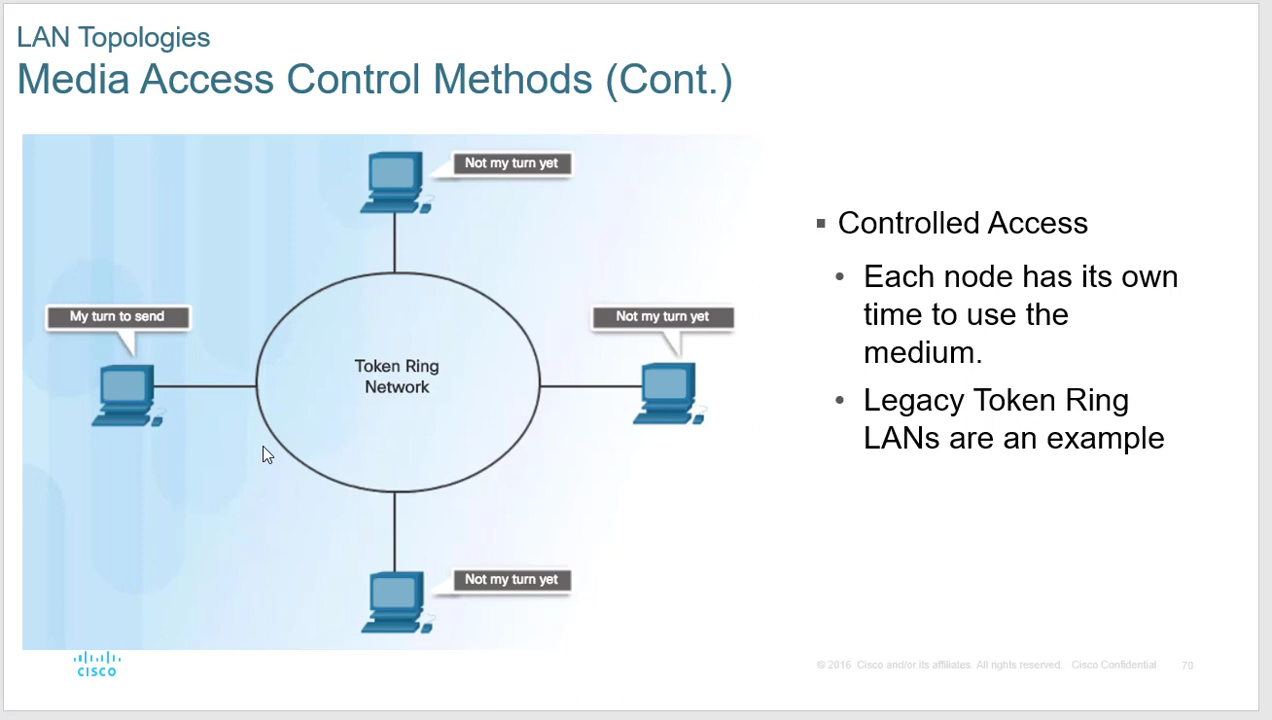 LAN Topologies
Media Access Control Methods (Cont.)
Not my turn yet
My turn to send
Not my turn yet
Token Ring
Network
Not my turn yet
▪ Controlled Access
• Each node has its own
time to use the
medium.
• Legacy Token Ring
LANs are an example
CISCO
© 2016 Cisco and/or its affiliates. All rights reserved. Cisco Confidential 70